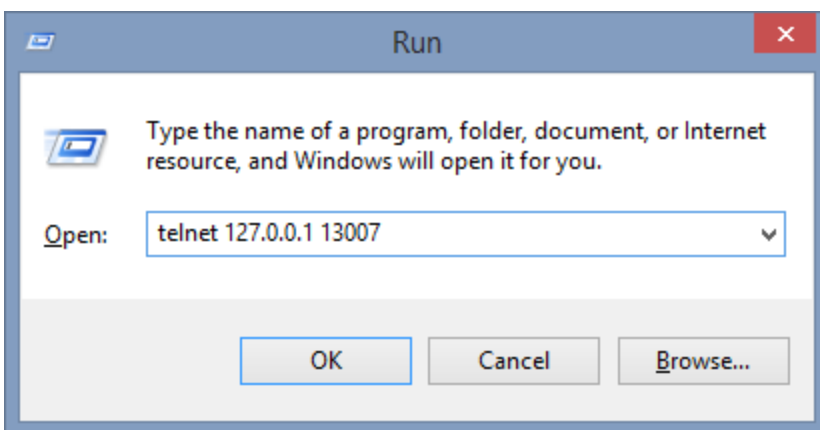 Run
Type the name of a program, folder, document, or Internet
resource, and Windows will open it for you.
Open: telnet 127.0.0.1 13007
OK Cancel Browse...